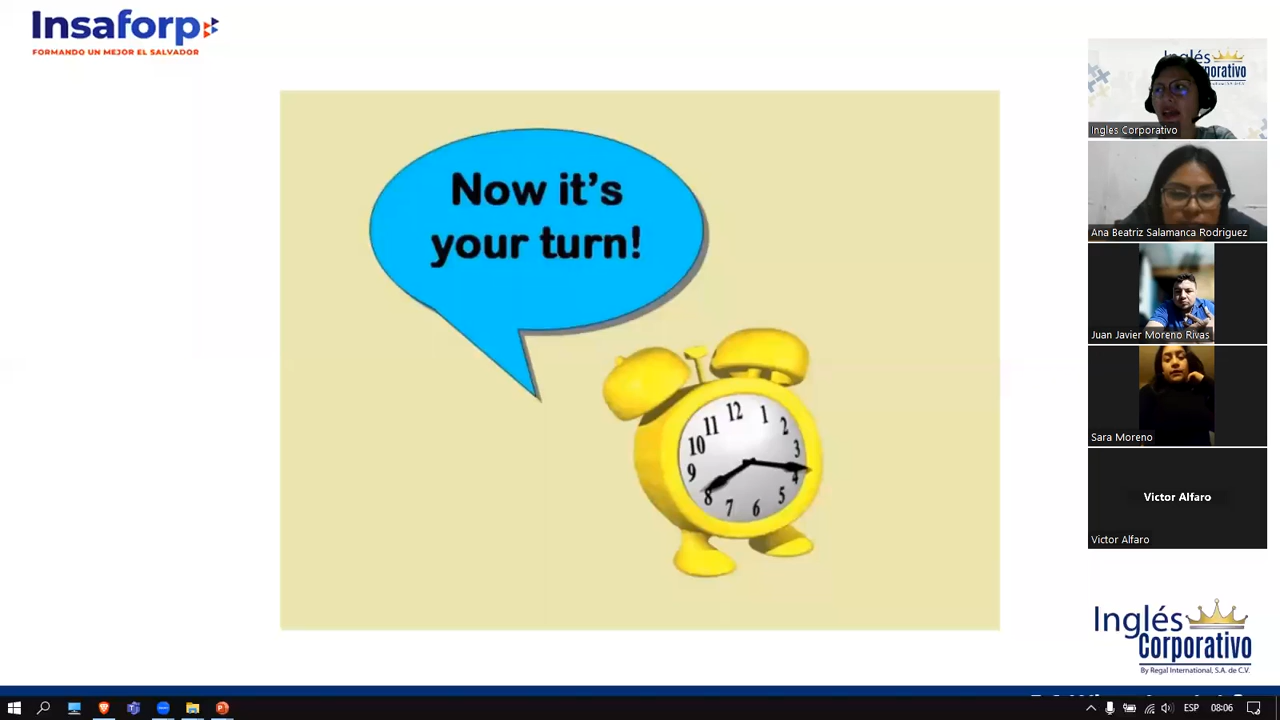 Insaforp
FORMANDO UN MEJOR EL SALVADOR
Now it's
your turn!
12
1
2
3
4
5
6
7
8
9
10
11
Inglés
Corporativo
Ingles Corporativo
Ana Beatriz Salamanca Rodriguez
Juan Javier Moreno Rivas
Sara Moreno
Victor Alfaro
Victor Alfaro
Inglés
Corporativo
By Regal International, S.A. de C.V.
ESP
08:06